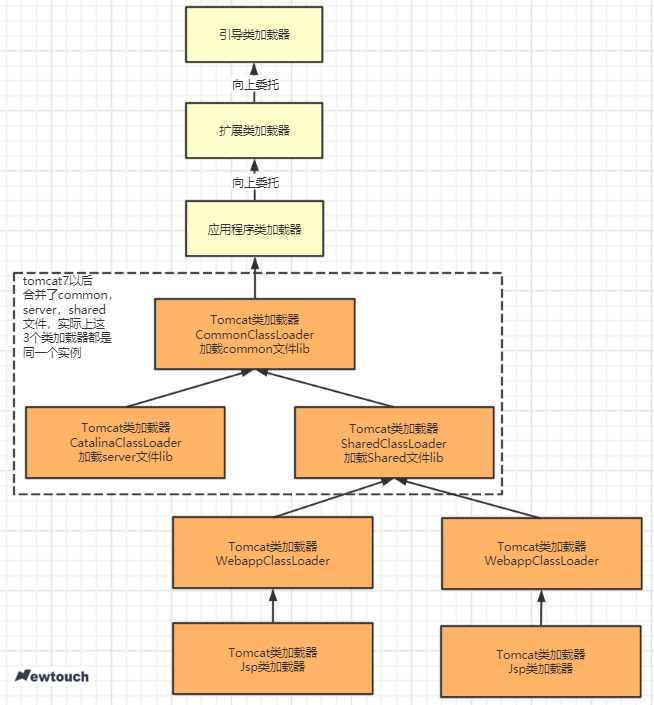 引导类加载器
向上委托
扩展类加载器
向上委托
应用程序类加载器
tomcat7以后
合并了common，
server，shared
文件，实际上这
3个类加载器都是
同一个实例
Tomcat类加载器
CommonClassLoader
加载common文件lib
Tomcat类加载器
CatalinaClassLoader
加载server文件lib
Tomcat类加载器
SharedClassLoader
加载Shared文件lib
Tomcat类加载器
WebappClassLoader
Tomcat类加载器
WebappClassLoader
Tomcat类加载器
Jsp类加载器
Tomcat类加载器
Jsp类加载器
Newtouch